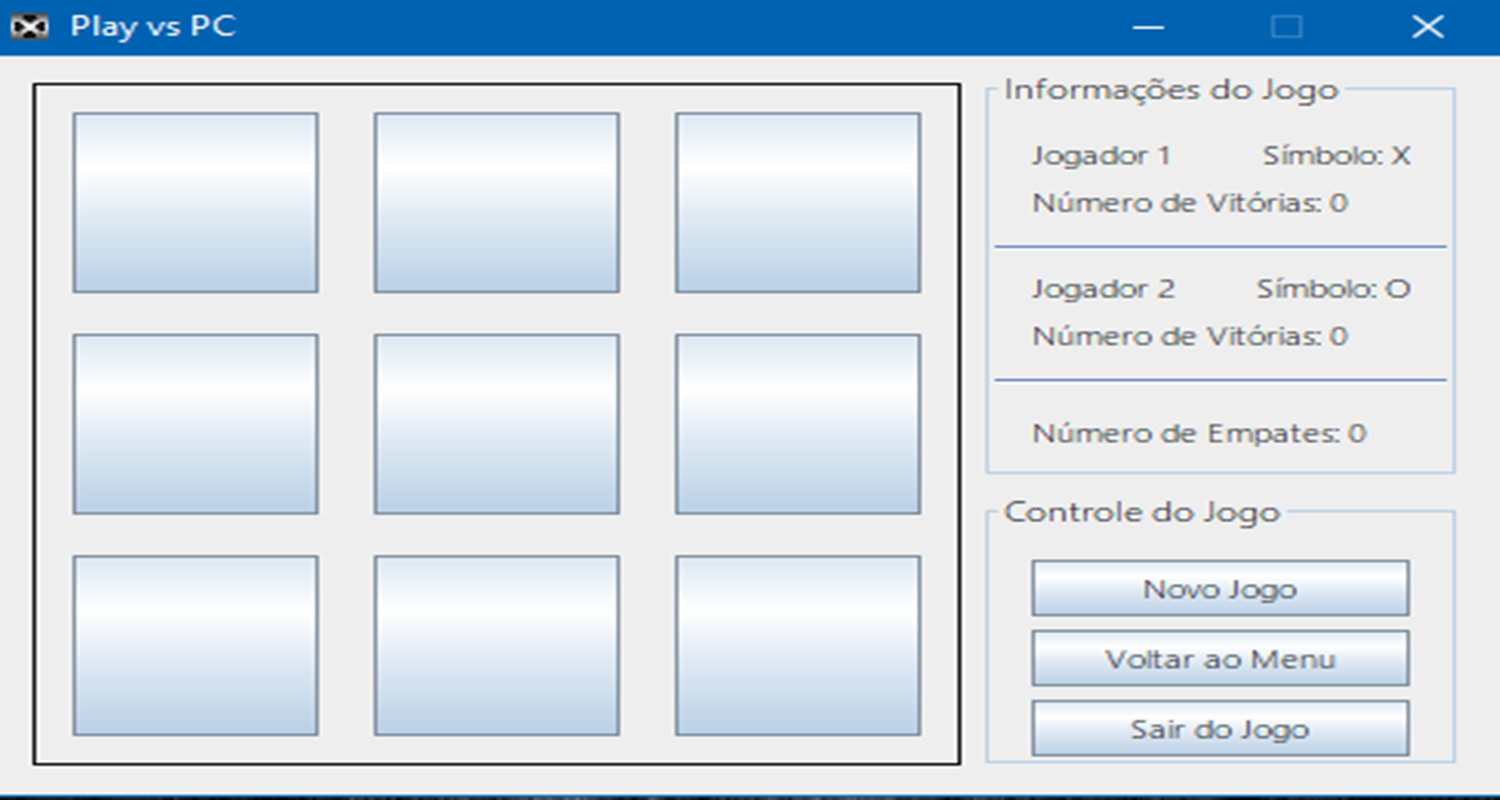 Play vs PC
Informações do Jogo
Jogador 1 Símbolo: X
Número de Vitórias: 0
Jogador 2 Símbolo: O
Número de Vitórias: 0
Número de Empates: 0
Controle do Jogo
Novo Jogo
Voltar ao Menu
Sair do Jogo